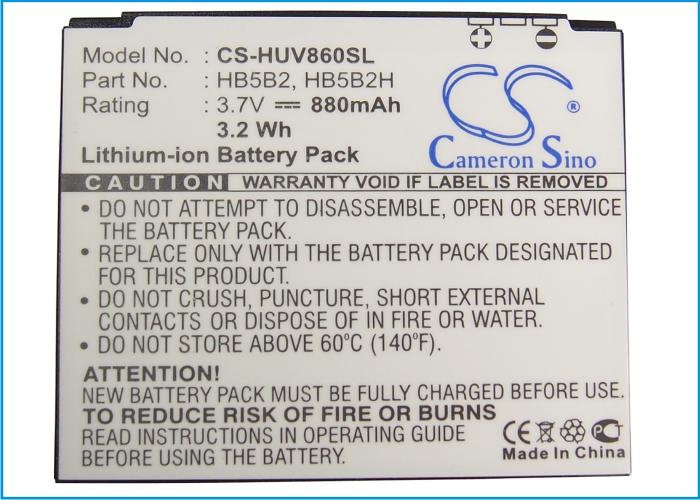 Model No. : CS-HUV860SL
Part No. : HB5B2, HB5B2H
Rating : 3.7V ⎓ 880mAh
3.2 Wh
Lithium-ion Battery Pack
CS ®
Cameron Sino
CAUTION WARRANTY VOID IF LABEL IS REMOVED
• DO NOT ATTEMPT TO DISASSEMBLE, OPEN OR SERVICE
THE BATTERY PACK.
• REPLACE ONLY WITH THE BATTERY PACK DESIGNATED
FOR THIS PRODUCT.
• DO NOT CRUSH, PUNCTURE, SHORT EXTERNAL
CONTACTS OR DISPOSE OF IN FIRE OR WATER.
• DO NOT STORE ABOVE 60°C (140°F).
ATTENTION:
NEW BATTERY PACK MUST BE FULLY CHARGED BEFORE USE
TO REDUCE RISK OF FIRE OR BURNS
READ INSTRUCTIONS IN OPERATING GUIDE
BEFORE USING THIS BATTERY PACK
CE PCT
Made In China